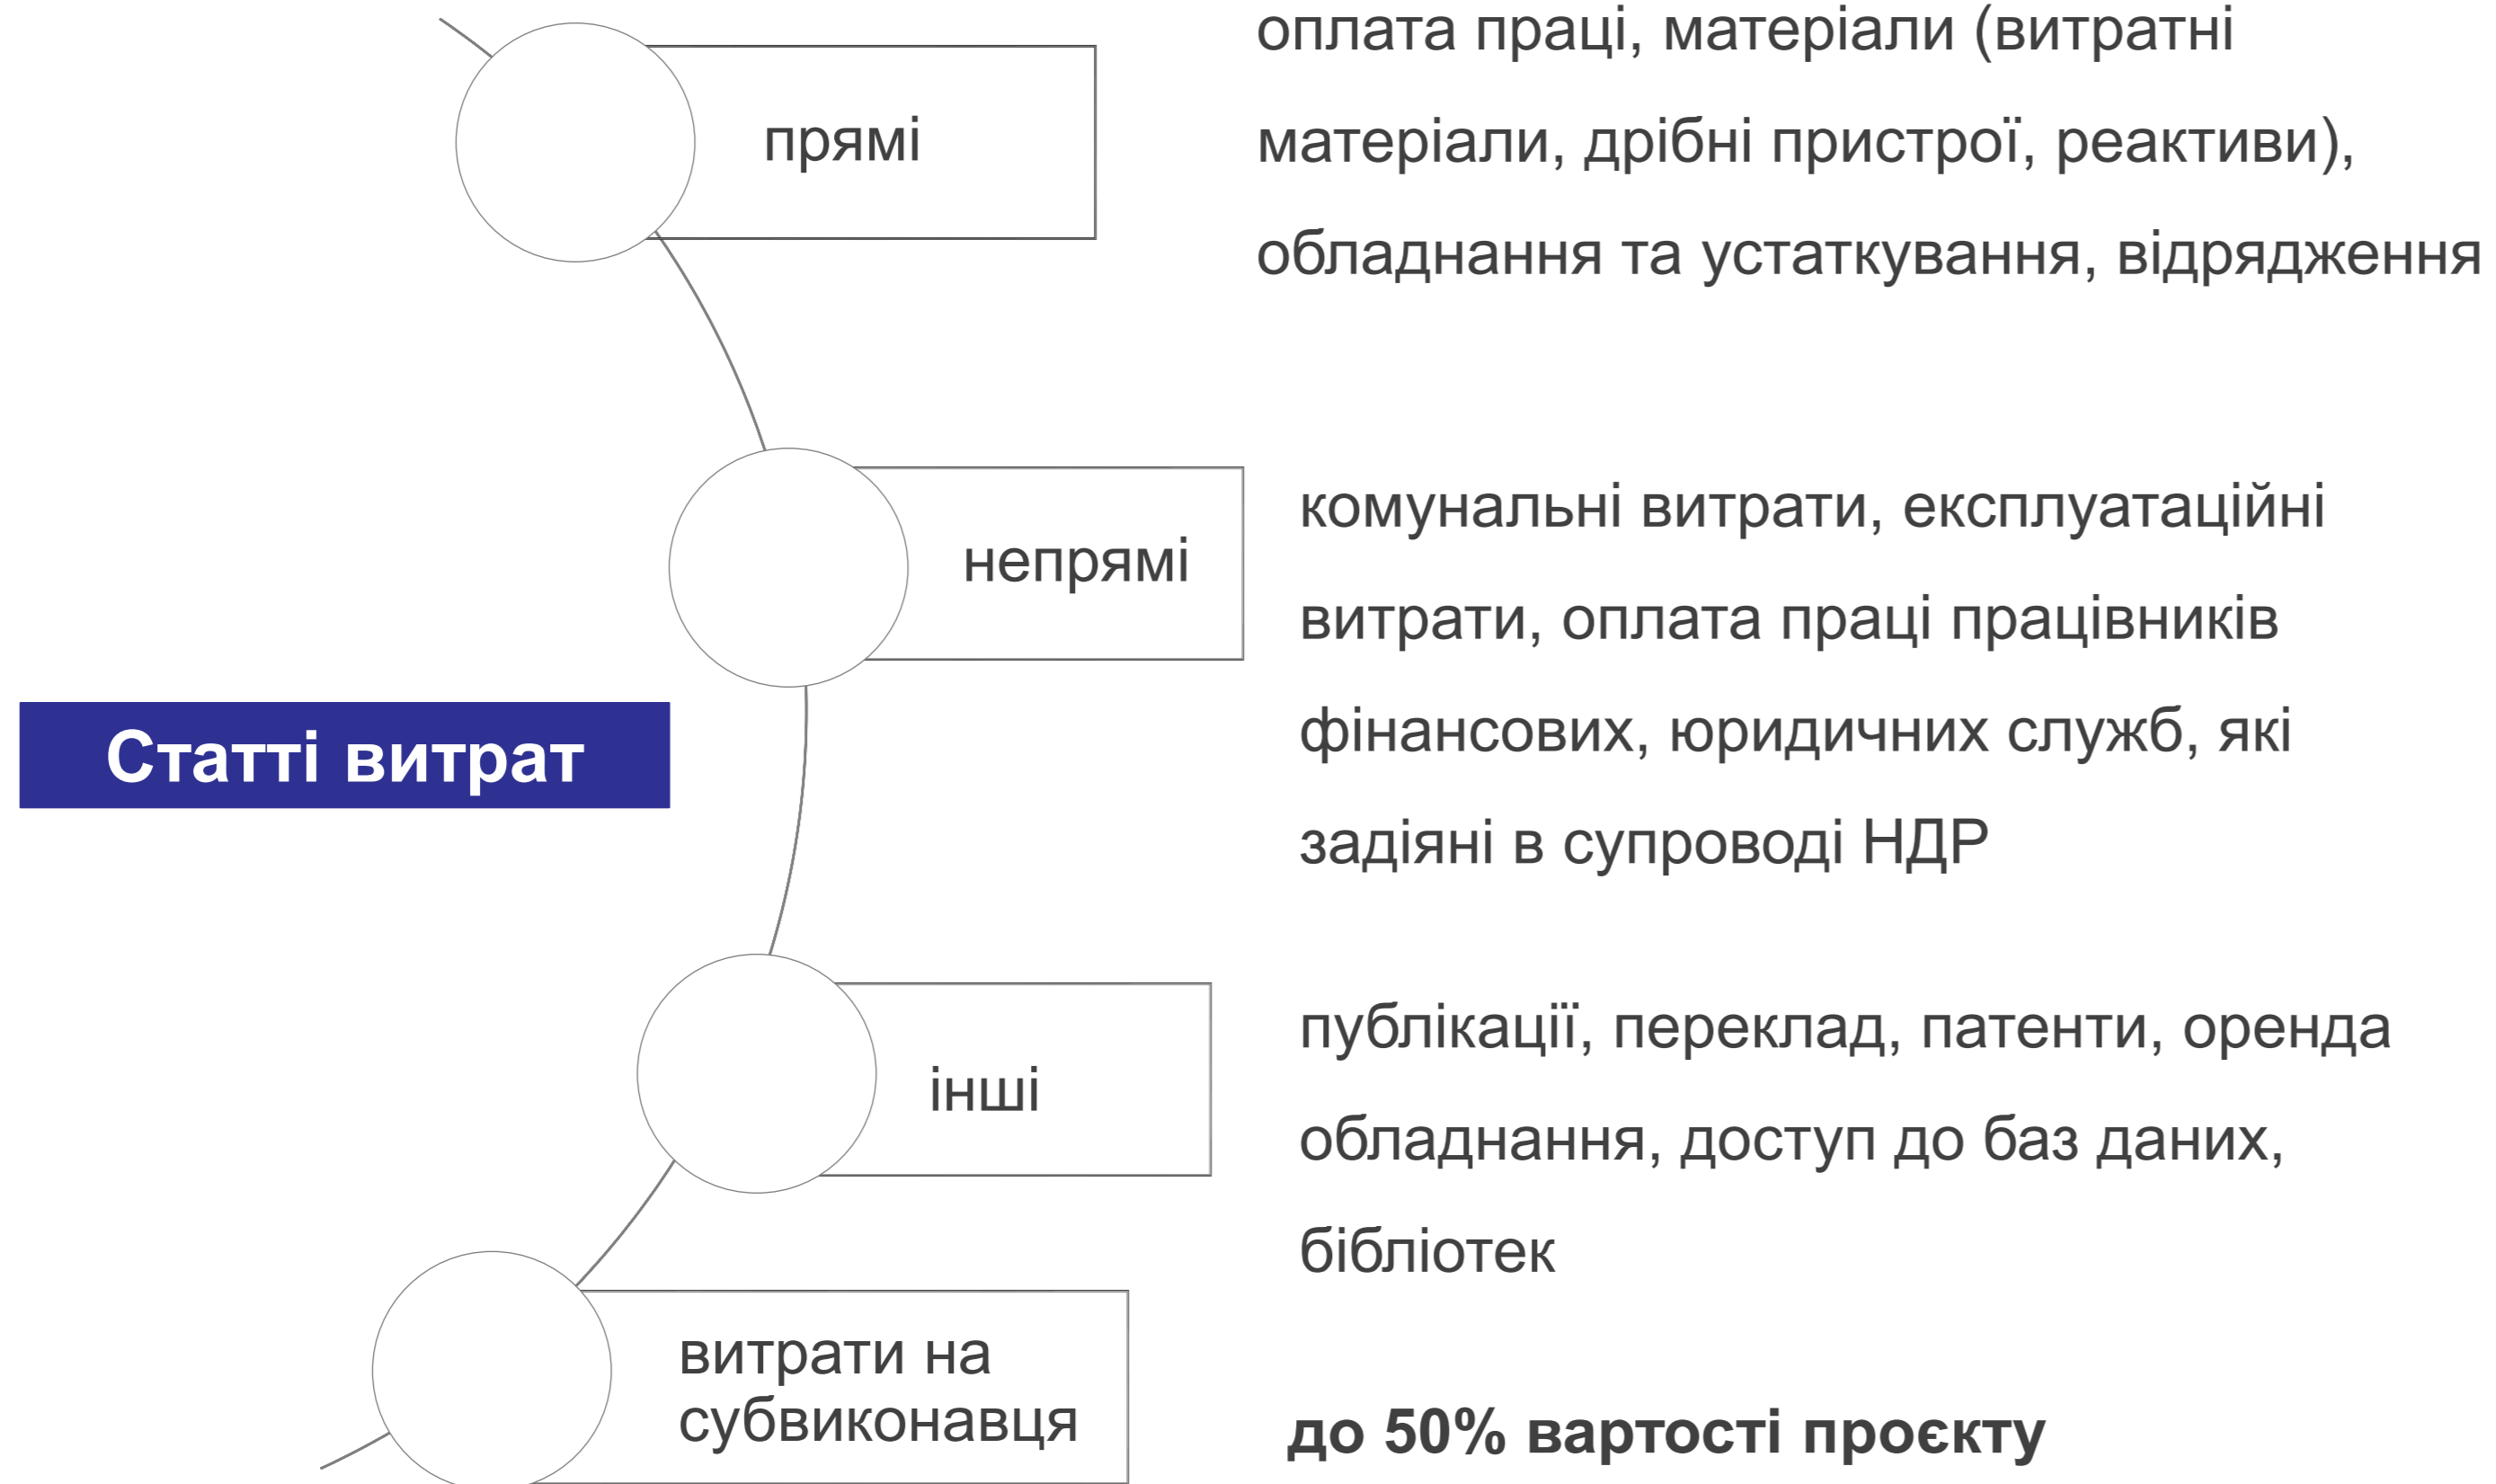 прямі
оплата праці, матеріали (витратні
матеріали, дрібні пристрої, реактиви),
обладнання та устаткування, відрядження
непрямі
комунальні витрати, експлуатаційні
витрати, оплата праці працівників
фінансових, юридичних служб, які
задіяні в супроводі НДР
Статті витрат
інші
публікації, переклад, патенти, оренда
обладнання, доступ до баз даних,
бібліотек
витрати на
субвиконавця
до 50% вартості проєкту